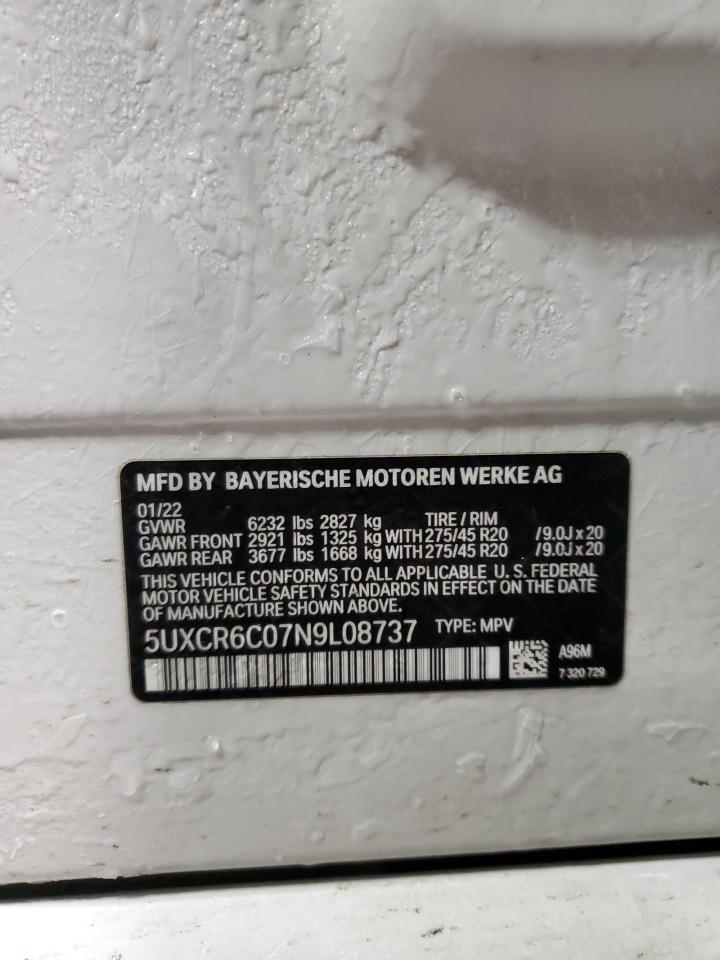 MFD BY BAYERISCHE MOTOREN WERKE AG
01/22
GVWR 6232 lbs 2827 kg TIRE / RIM
GAWR FRONT 2921 lbs 1325 kg WITH 275/45 R20 /9.0J x 20
GAWR REAR 3677 lbs 1668 kg WITH 275/45 R20 /9.0J x 20
THIS VEHICLE CONFORMS TO ALL APPLICABLE U. S. FEDERAL
MOTOR VEHICLE SAFETY STANDARDS IN EFFECT ON THE DATE
OF MANUFACTURE SHOWN ABOVE.
5UXCR6C07N9L08737 TYPE: MPV
A96M
7 320 729